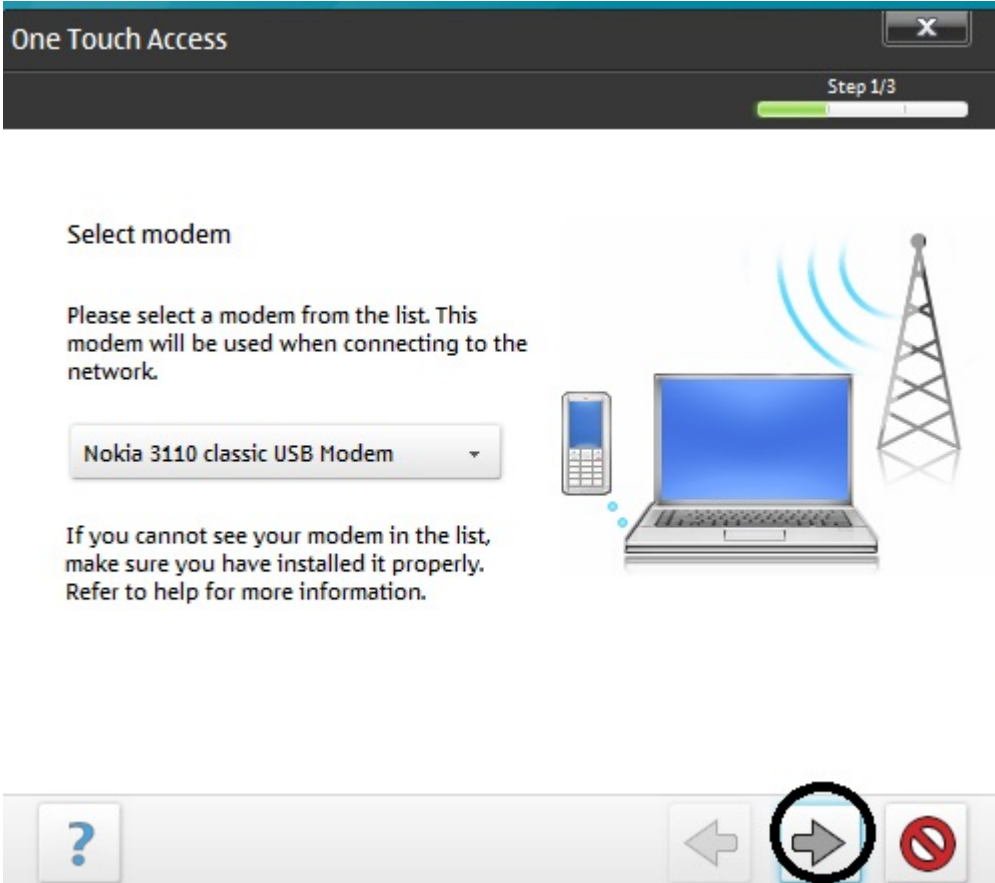 One Touch Access
x
Step 1/3
Select modem
Please select a modem from the list. This
modem will be used when connecting to the
network.
Nokia 3110 classic USB Modem
If you cannot see your modem in the list,
make sure you have installed it properly.
Refer to help for more information.
?